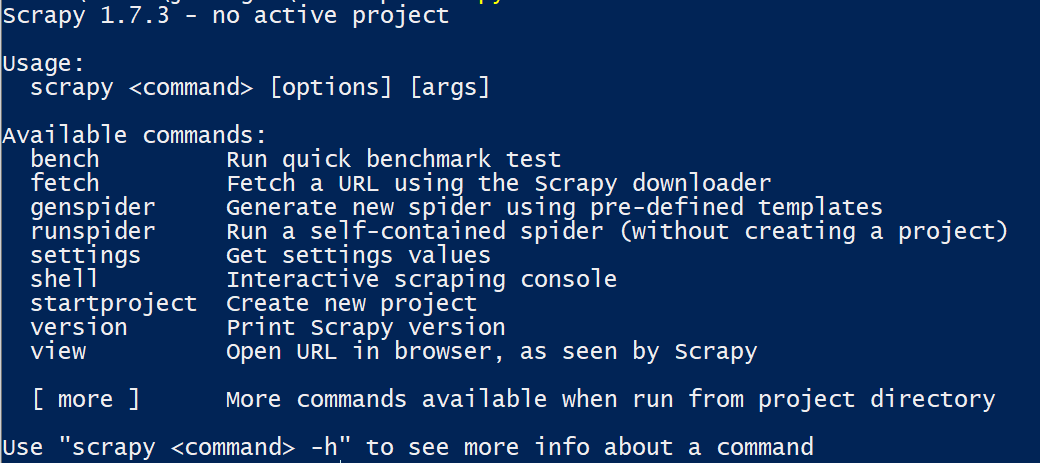 Scrapy 1.7.3 - no active project
Usage:
scrapy <command> [options] [args]
Available commands:
bench Run quick benchmark test
fetch Fetch a URL using the Scrapy downloader
genspider Generate new spider using pre-defined templates
runspider Run a self-contained spider (without creating a project)
settings Get settings values
shell Interactive scraping console
startproject Create new project
version Print Scrapy version
view Open URL in browser, as seen by Scrapy
[ more ] More commands available when run from project directory
Use "scrapy <command> -h" to see more info about a command